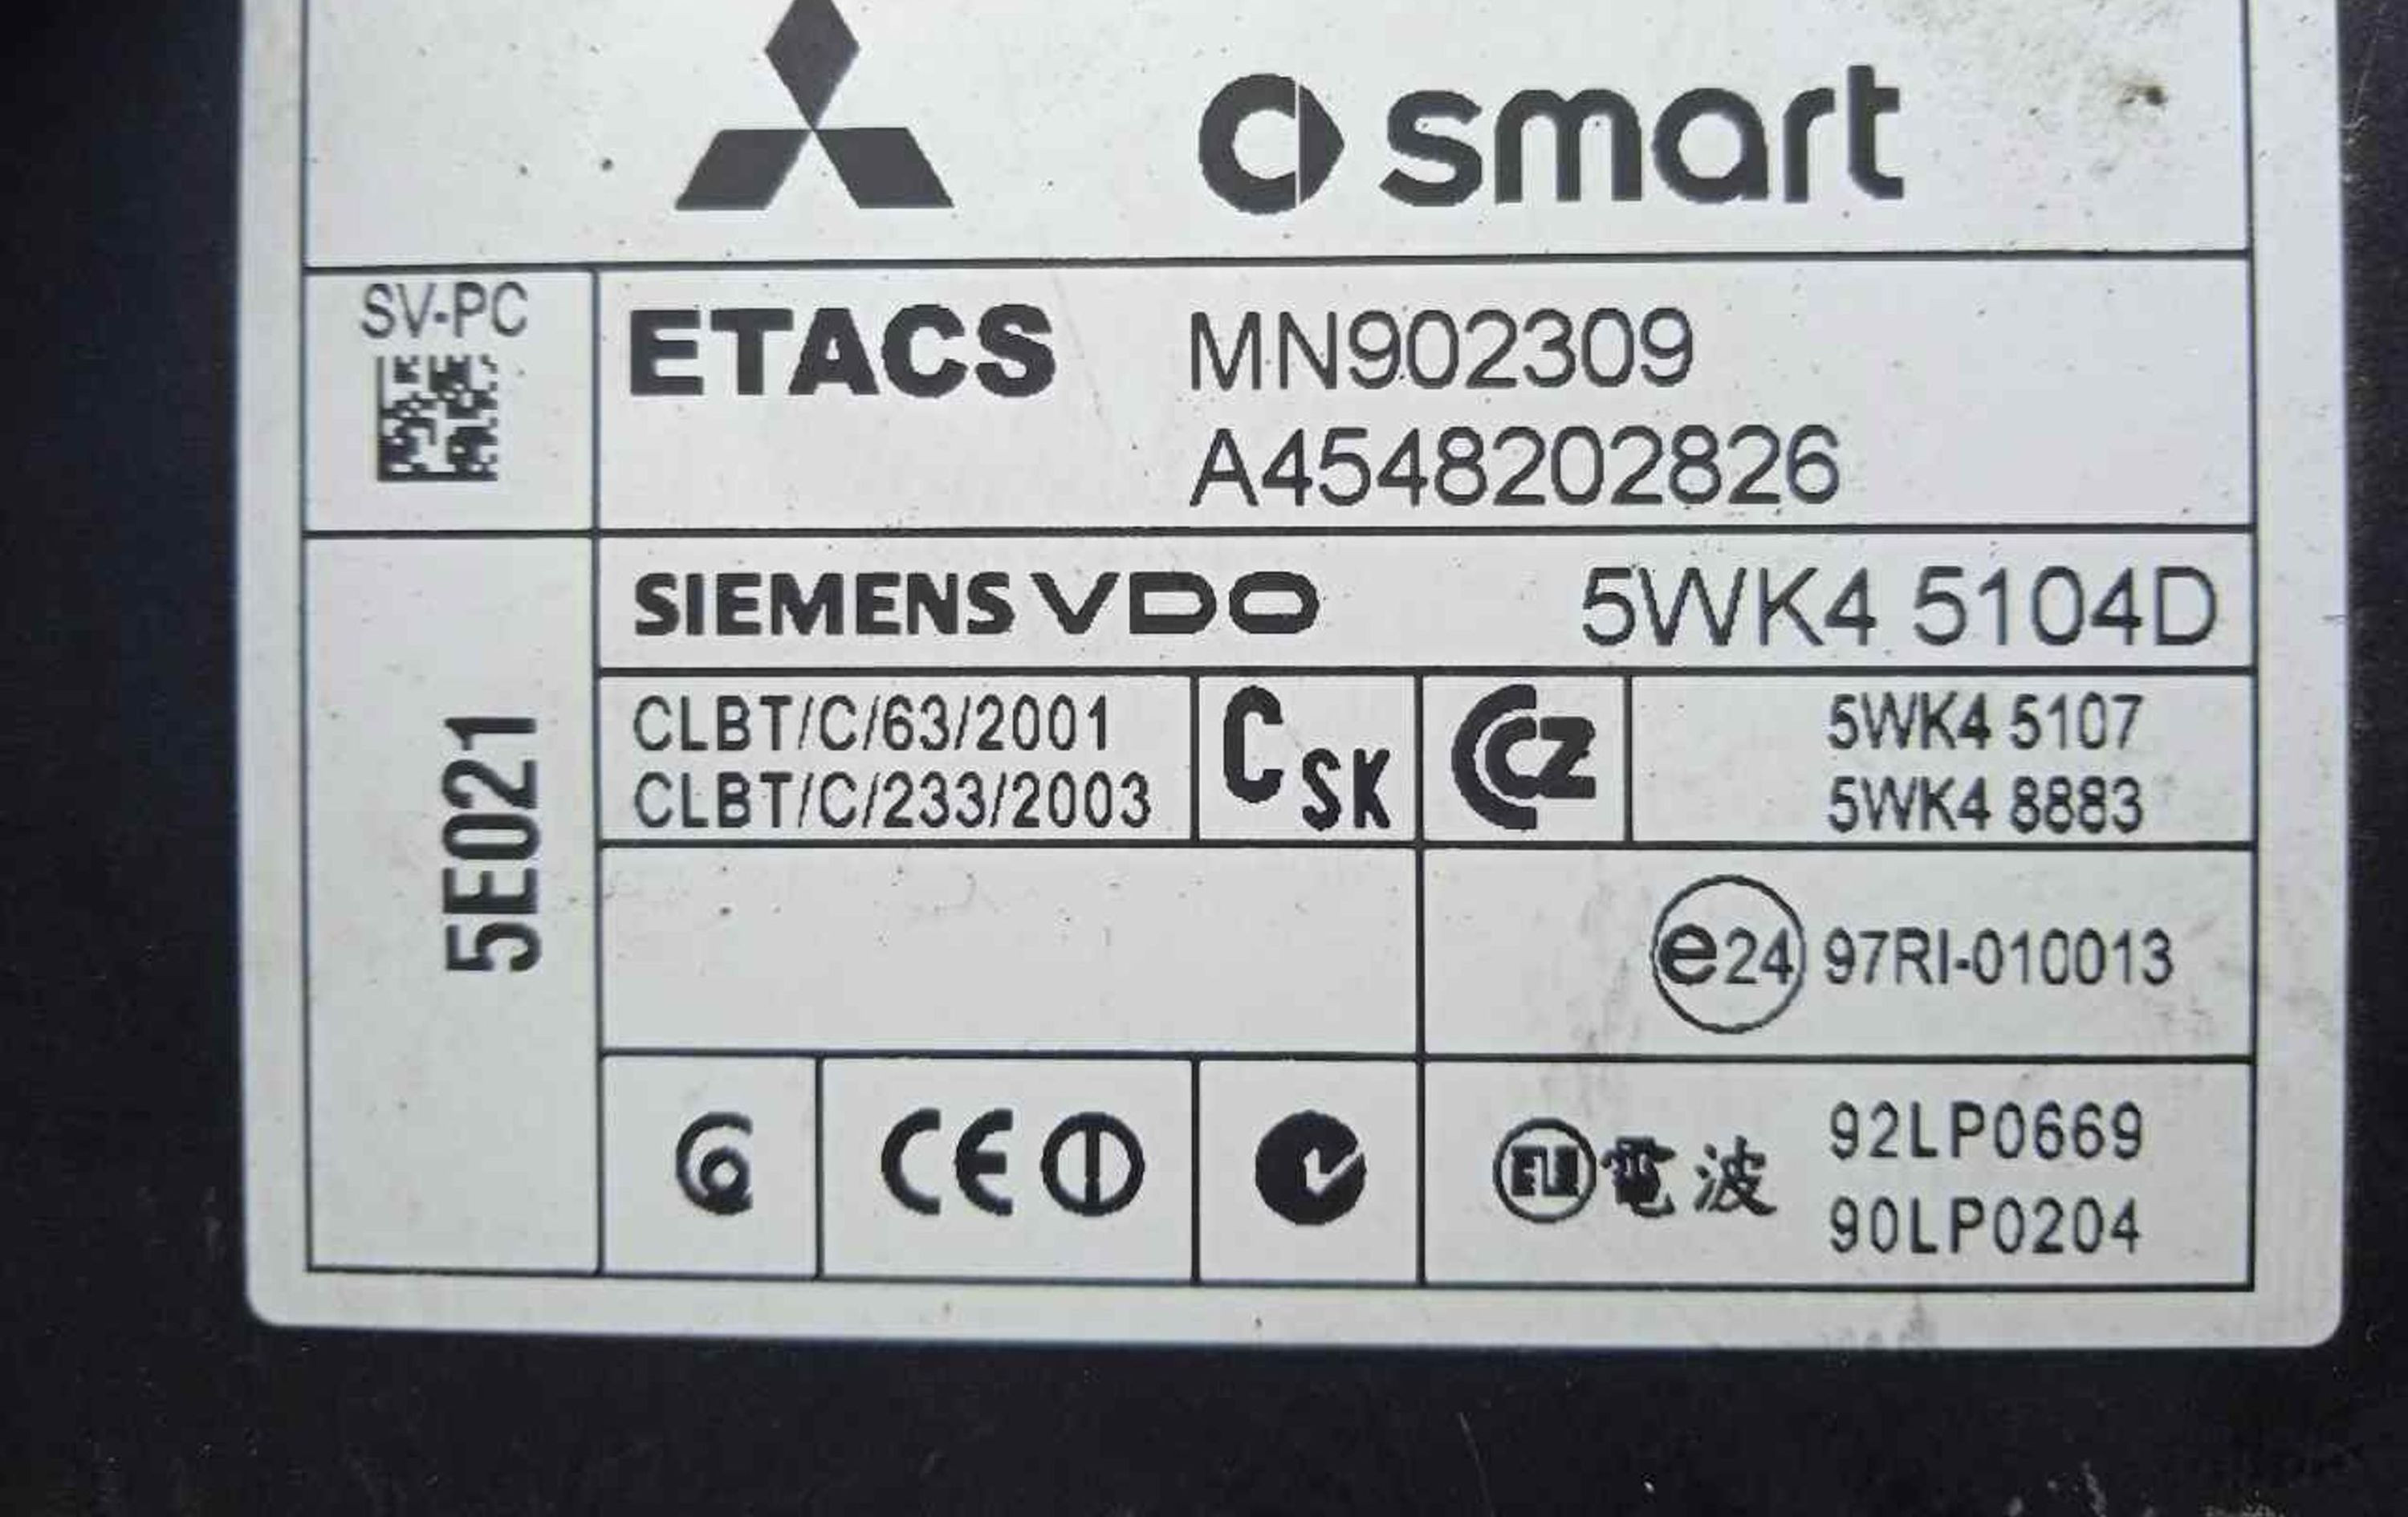 smart
SV-PC
ETACS MN902309
A4548202826
SIEMENS VDO 5WK4 5104D
5E021
CLBT/C/63/2001
CLBT/C/233/2003
CSK
CZ
5WK4 5107
5WK4 8883
e24 97RI-010013
CE
電波
92LP0669
90LP0204